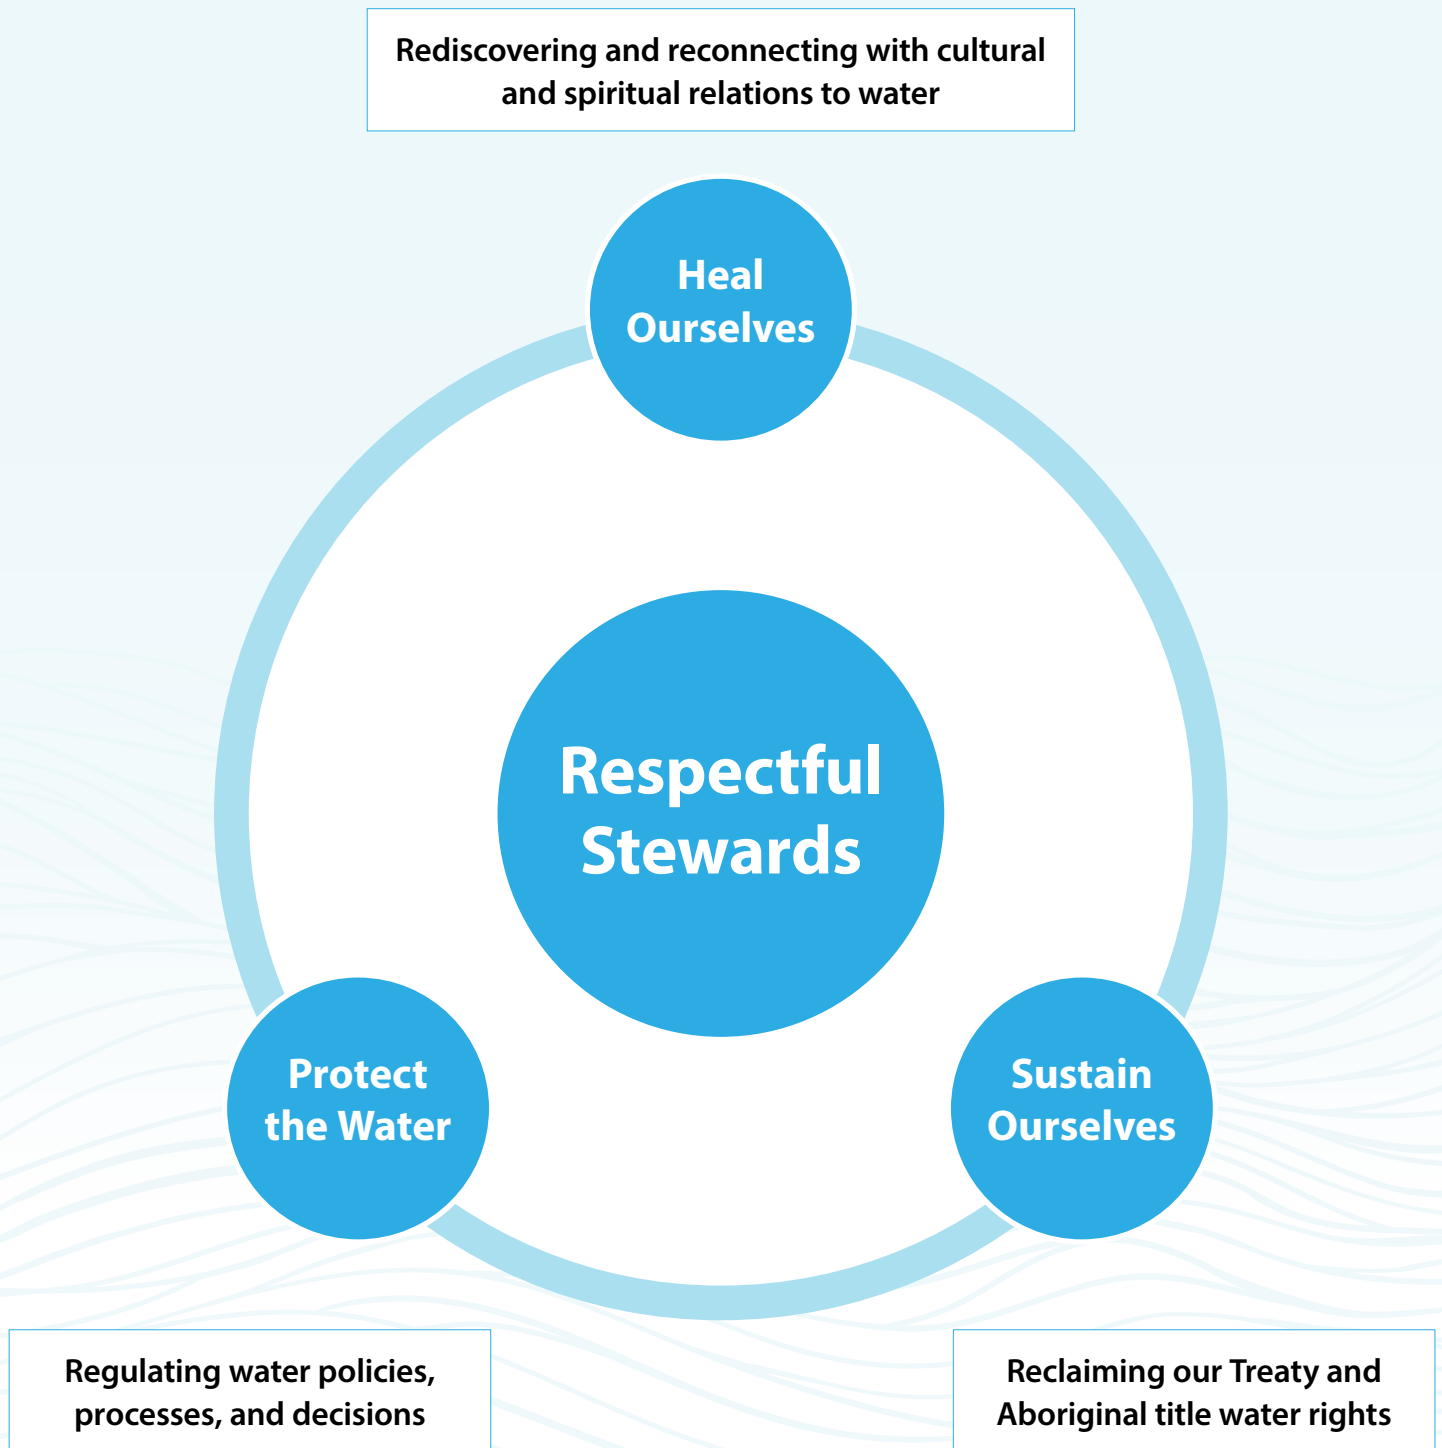 Rediscovering and reconnecting with cultural
and spiritual relations to water
Heal
Ourselves
Respectful
Stewards
Protect
the Water
Sustain
Ourselves
Regulating water policies,
processes, and decisions
Reclaiming our Treaty and
Aboriginal title water rights